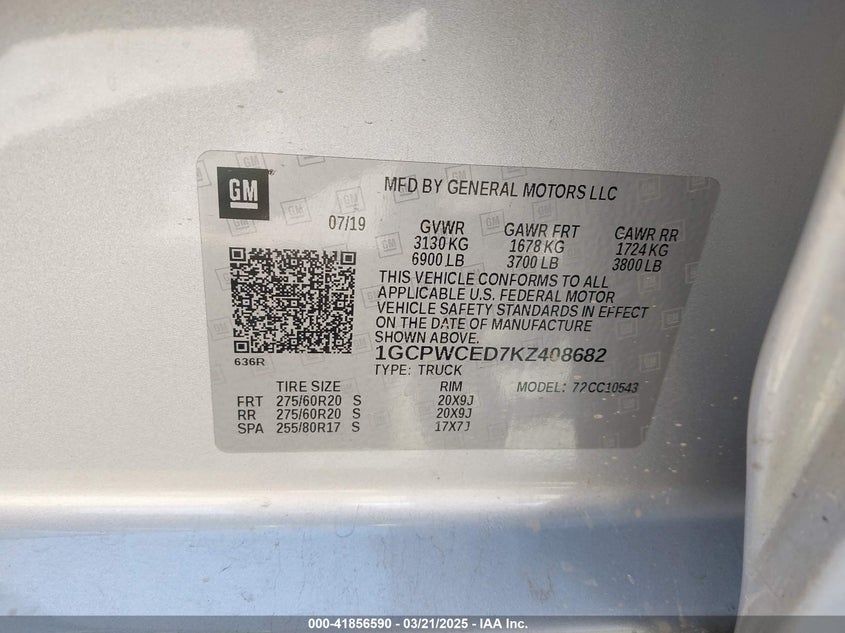 GM
MFD BY GENERAL MOTORS LLC
07/19
GVWR GAWR FRT GAWR RR
3130 KG 1678 KG 1724 KG
6900 LB 3700 LB 3800 LB
THIS VEHICLE CONFORMS TO ALL
APPLICABLE U.S. FEDERAL MOTOR
VEHICLE SAFETY STANDARDS IN EFFECT
ON THE DATE OF MANUFACTURE
SHOWN ABOVE.
636R
1GCPWCED7KZ408682
TYPE: TRUCK
MODEL: 72CC10543
TIRE SIZE RIM
FRT 275/60R20 S 20X9J
RR 275/60R20 S 20X9J
SPA 255/80R17 S 17X7J
000-41856590 - 03/21/2025 - IAA Inc.